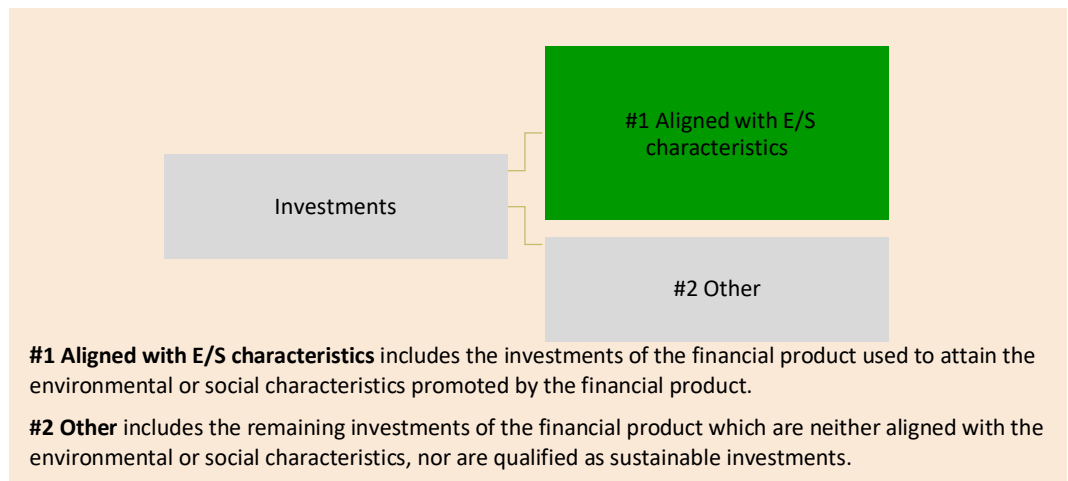 #1 Aligned with E/S
characteristics
Investments
#2 Other
#1 Aligned with E/S characteristics includes the investments of the financial product used to attain the
environmental or social characteristics promoted by the financial product.
#2 Other includes the remaining investments of the financial product which are neither aligned with the
environmental or social characteristics, nor are qualified as sustainable investments.